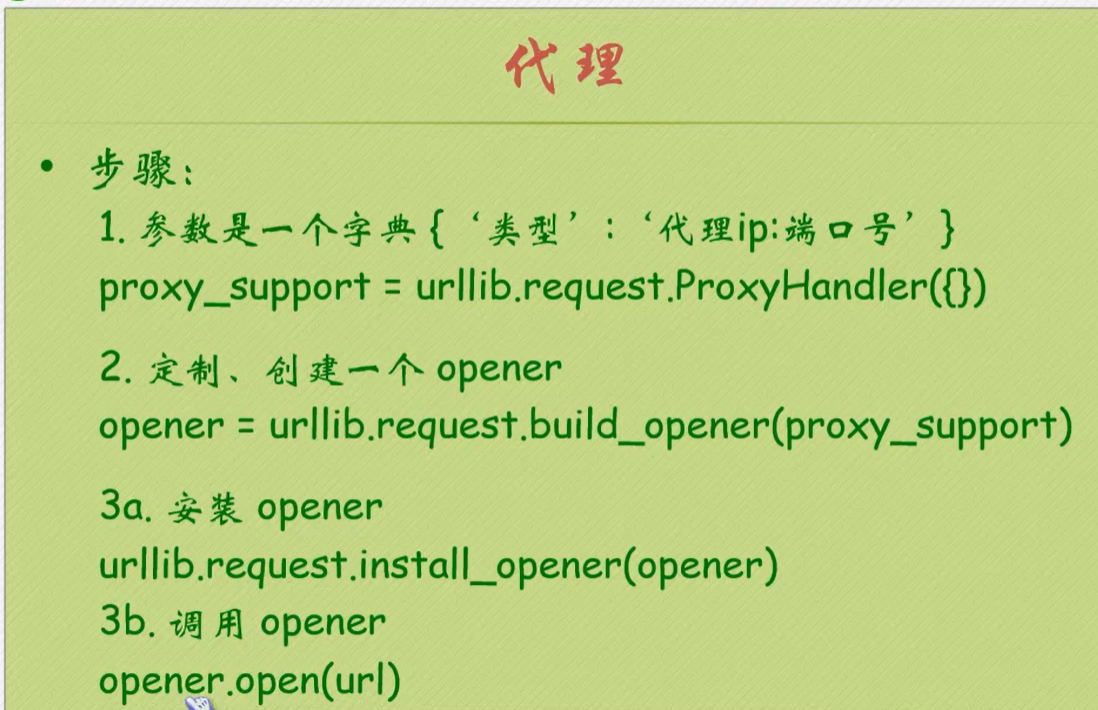 代理
• 步骤：
1. 参数是一个字典 {‘类型’：‘代理ip:端口号’}
proxy_support = urllib.request.ProxyHandler({})
2. 定制、创建一个 opener
opener = urllib.request.build_opener(proxy_support)
3a. 安装 opener
urllib.request.install_opener(opener)
3b. 调用 opener
opener.open(url)